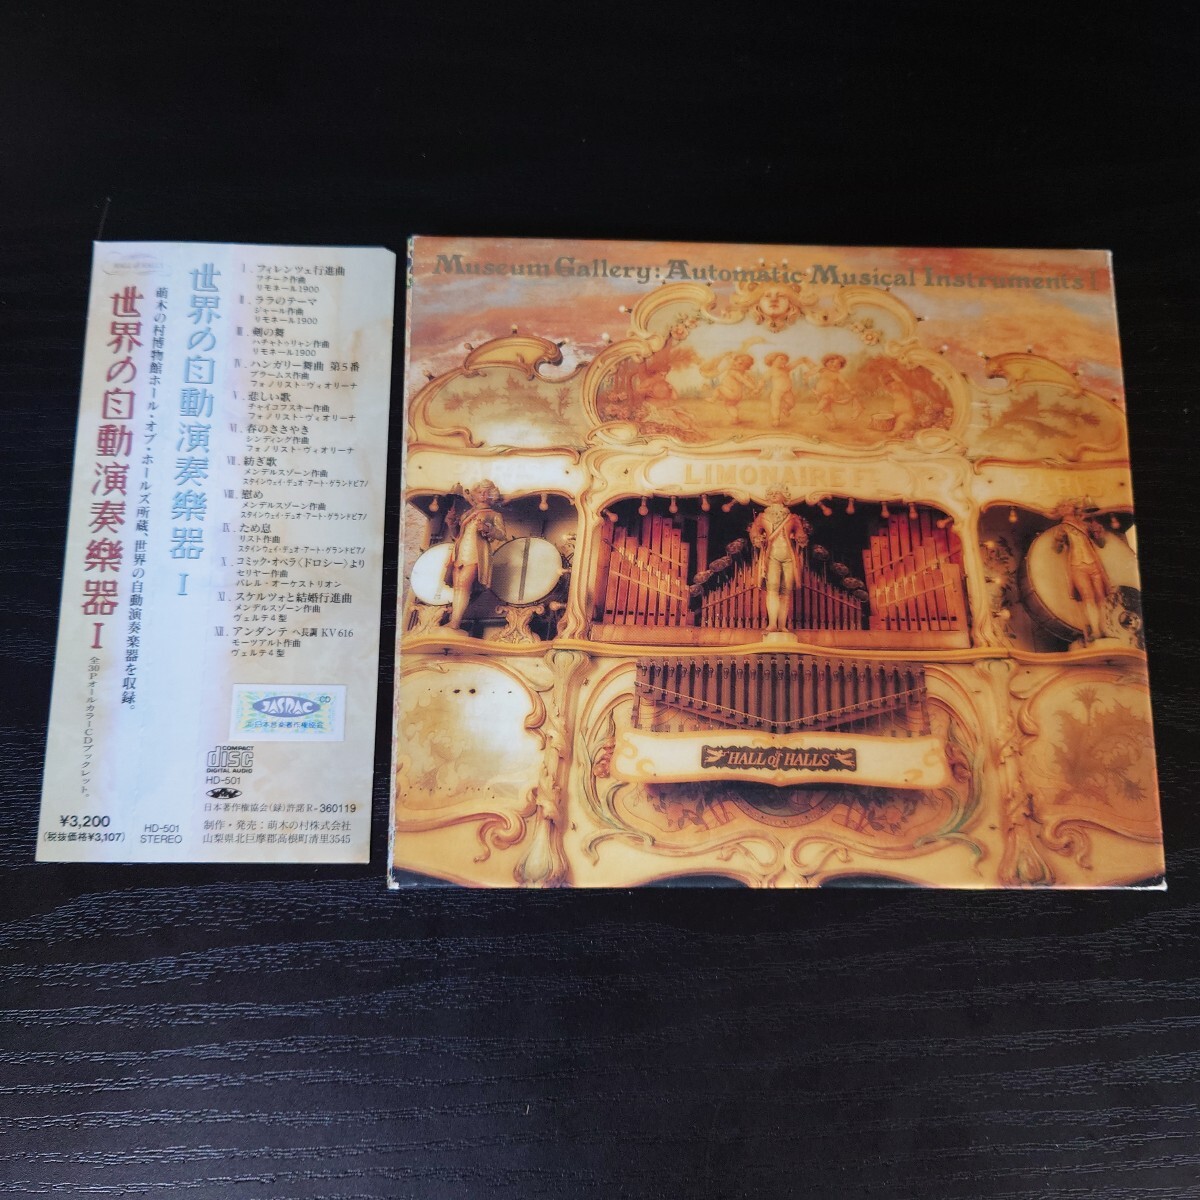 世界の自動演奏樂器 I
萌木の村博物館ホール・オブ・ホールズ所蔵、世界の自動演奏楽器を収録。
世界の自動演奏樂器 I
全30PオールカラーCDブックレット。
¥3,200
(税抜価格¥3,107)
HD-501
STEREO
I. フィレンツェ行進曲
フチーク作曲
リモネール1900
II. ララのテーマ
ジャール作曲
リモネール1900
III. 剣の舞
ハチャトゥリャン作曲
リモネール1900
IV. ハンガリー舞曲 第5番
ブラームス作曲
フォノリスト・ヴィオリーナ
V. 悲しい歌
チャイコフスキー作曲
フォノリスト・ヴィオリーナ
VI. 春のささやき
シンディング作曲
フォノリスト・ヴィオリーナ
VII. 紡ぎ歌
メンデルスゾーン作曲
スタインウェイ・デュオ・アート・グランドピアノ
VIII. 慰め
メンデルスゾーン作曲
スタインウェイ・デュオ・アート・グランドピアノ
IX. ため息
リスト作曲
スタインウェイ・デュオ・アート・グランドピアノ
X. コミック・オペラ〈ドロシー〉より
セリヤー作曲
バレル・オーケストリオン
XI. スケルツォと結婚行進曲
メンデルスゾーン作曲
ヴェルテ4型
XII. アンダンテ ヘ長調 KV616
モーツアルト作曲
ヴェルテ4型
JASRAC
CD
日本音楽著作権協会
COMPACT
disc
DIGITAL AUDIO
HD-501
日本著作権協会(録)許諾R-360119
制作・発売：萌木の村株式会社
山梨県北巨摩郡高根町清里3545
Museum Gallery: Automatic Musical Instruments I
LIMONAIRE
HALL of HALLS